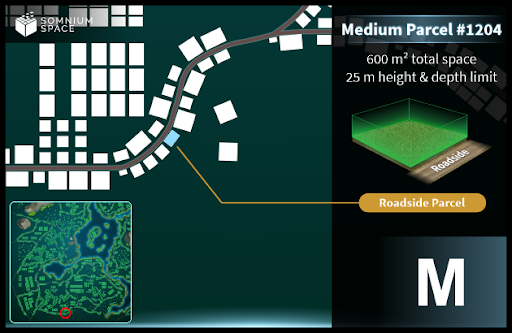 SOMNIUM
SPACE
Medium Parcel #1204
600 m² total space
25 m height & depth limit
Roadside
Roadside Parcel
M